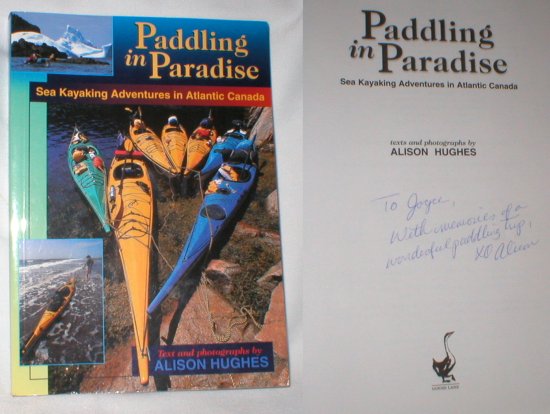 Paddling
in Paradise
Sea Kayaking Adventures in Atlantic Canada
Text and photographs by
ALISON HUGHES
Paddling
in Paradise
Sea Kayaking Adventures in Atlantic Canada
texts and photographs by
ALISON HUGHES
To Joyce,
With memories of a
wonderful paddling trip,
XO Alison
GOOSE LANE